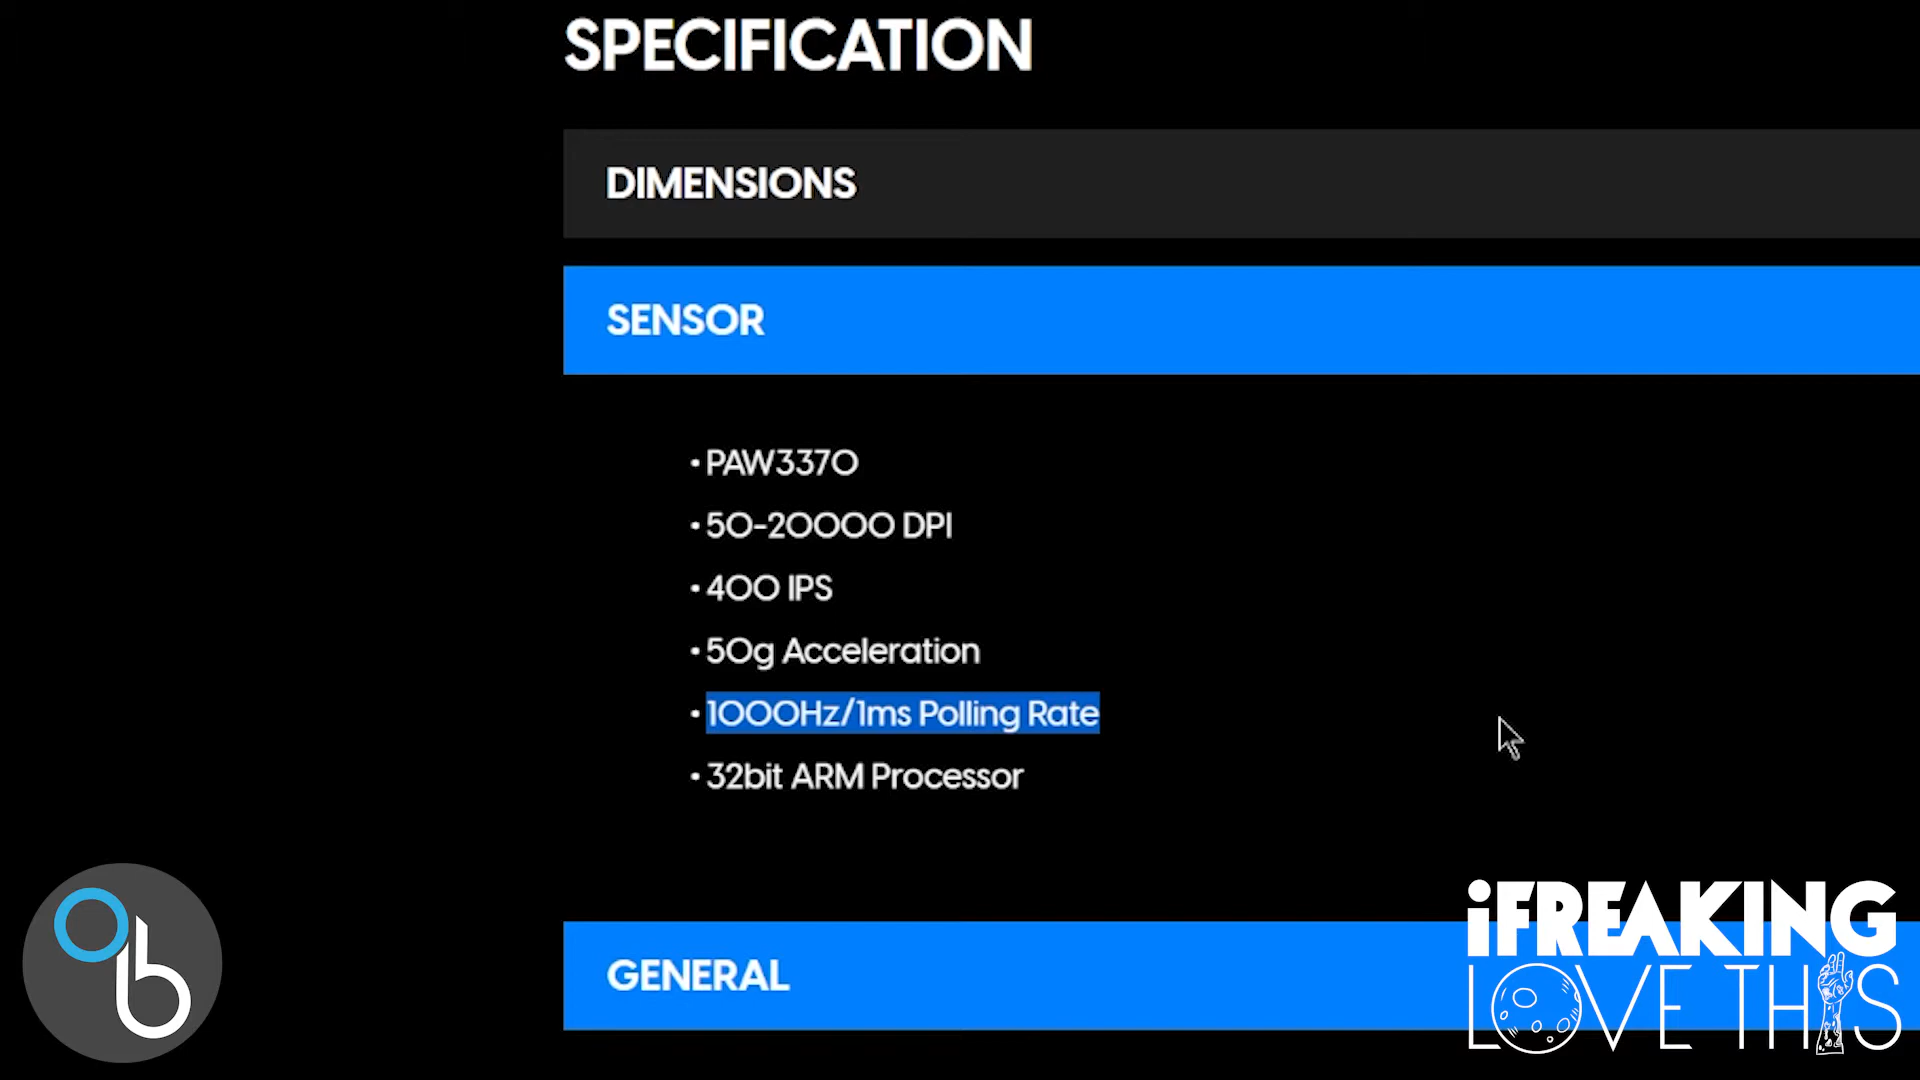 SPECIFICATION
DIMENSIONS
SENSOR
• PAW3370
• 50-20000 DPI
• 400 IPS
• 50g Acceleration
• 1000Hz/1ms Polling Rate
• 32bit ARM Processor
GENERAL
ob
iFREAKING
LOVE THIS